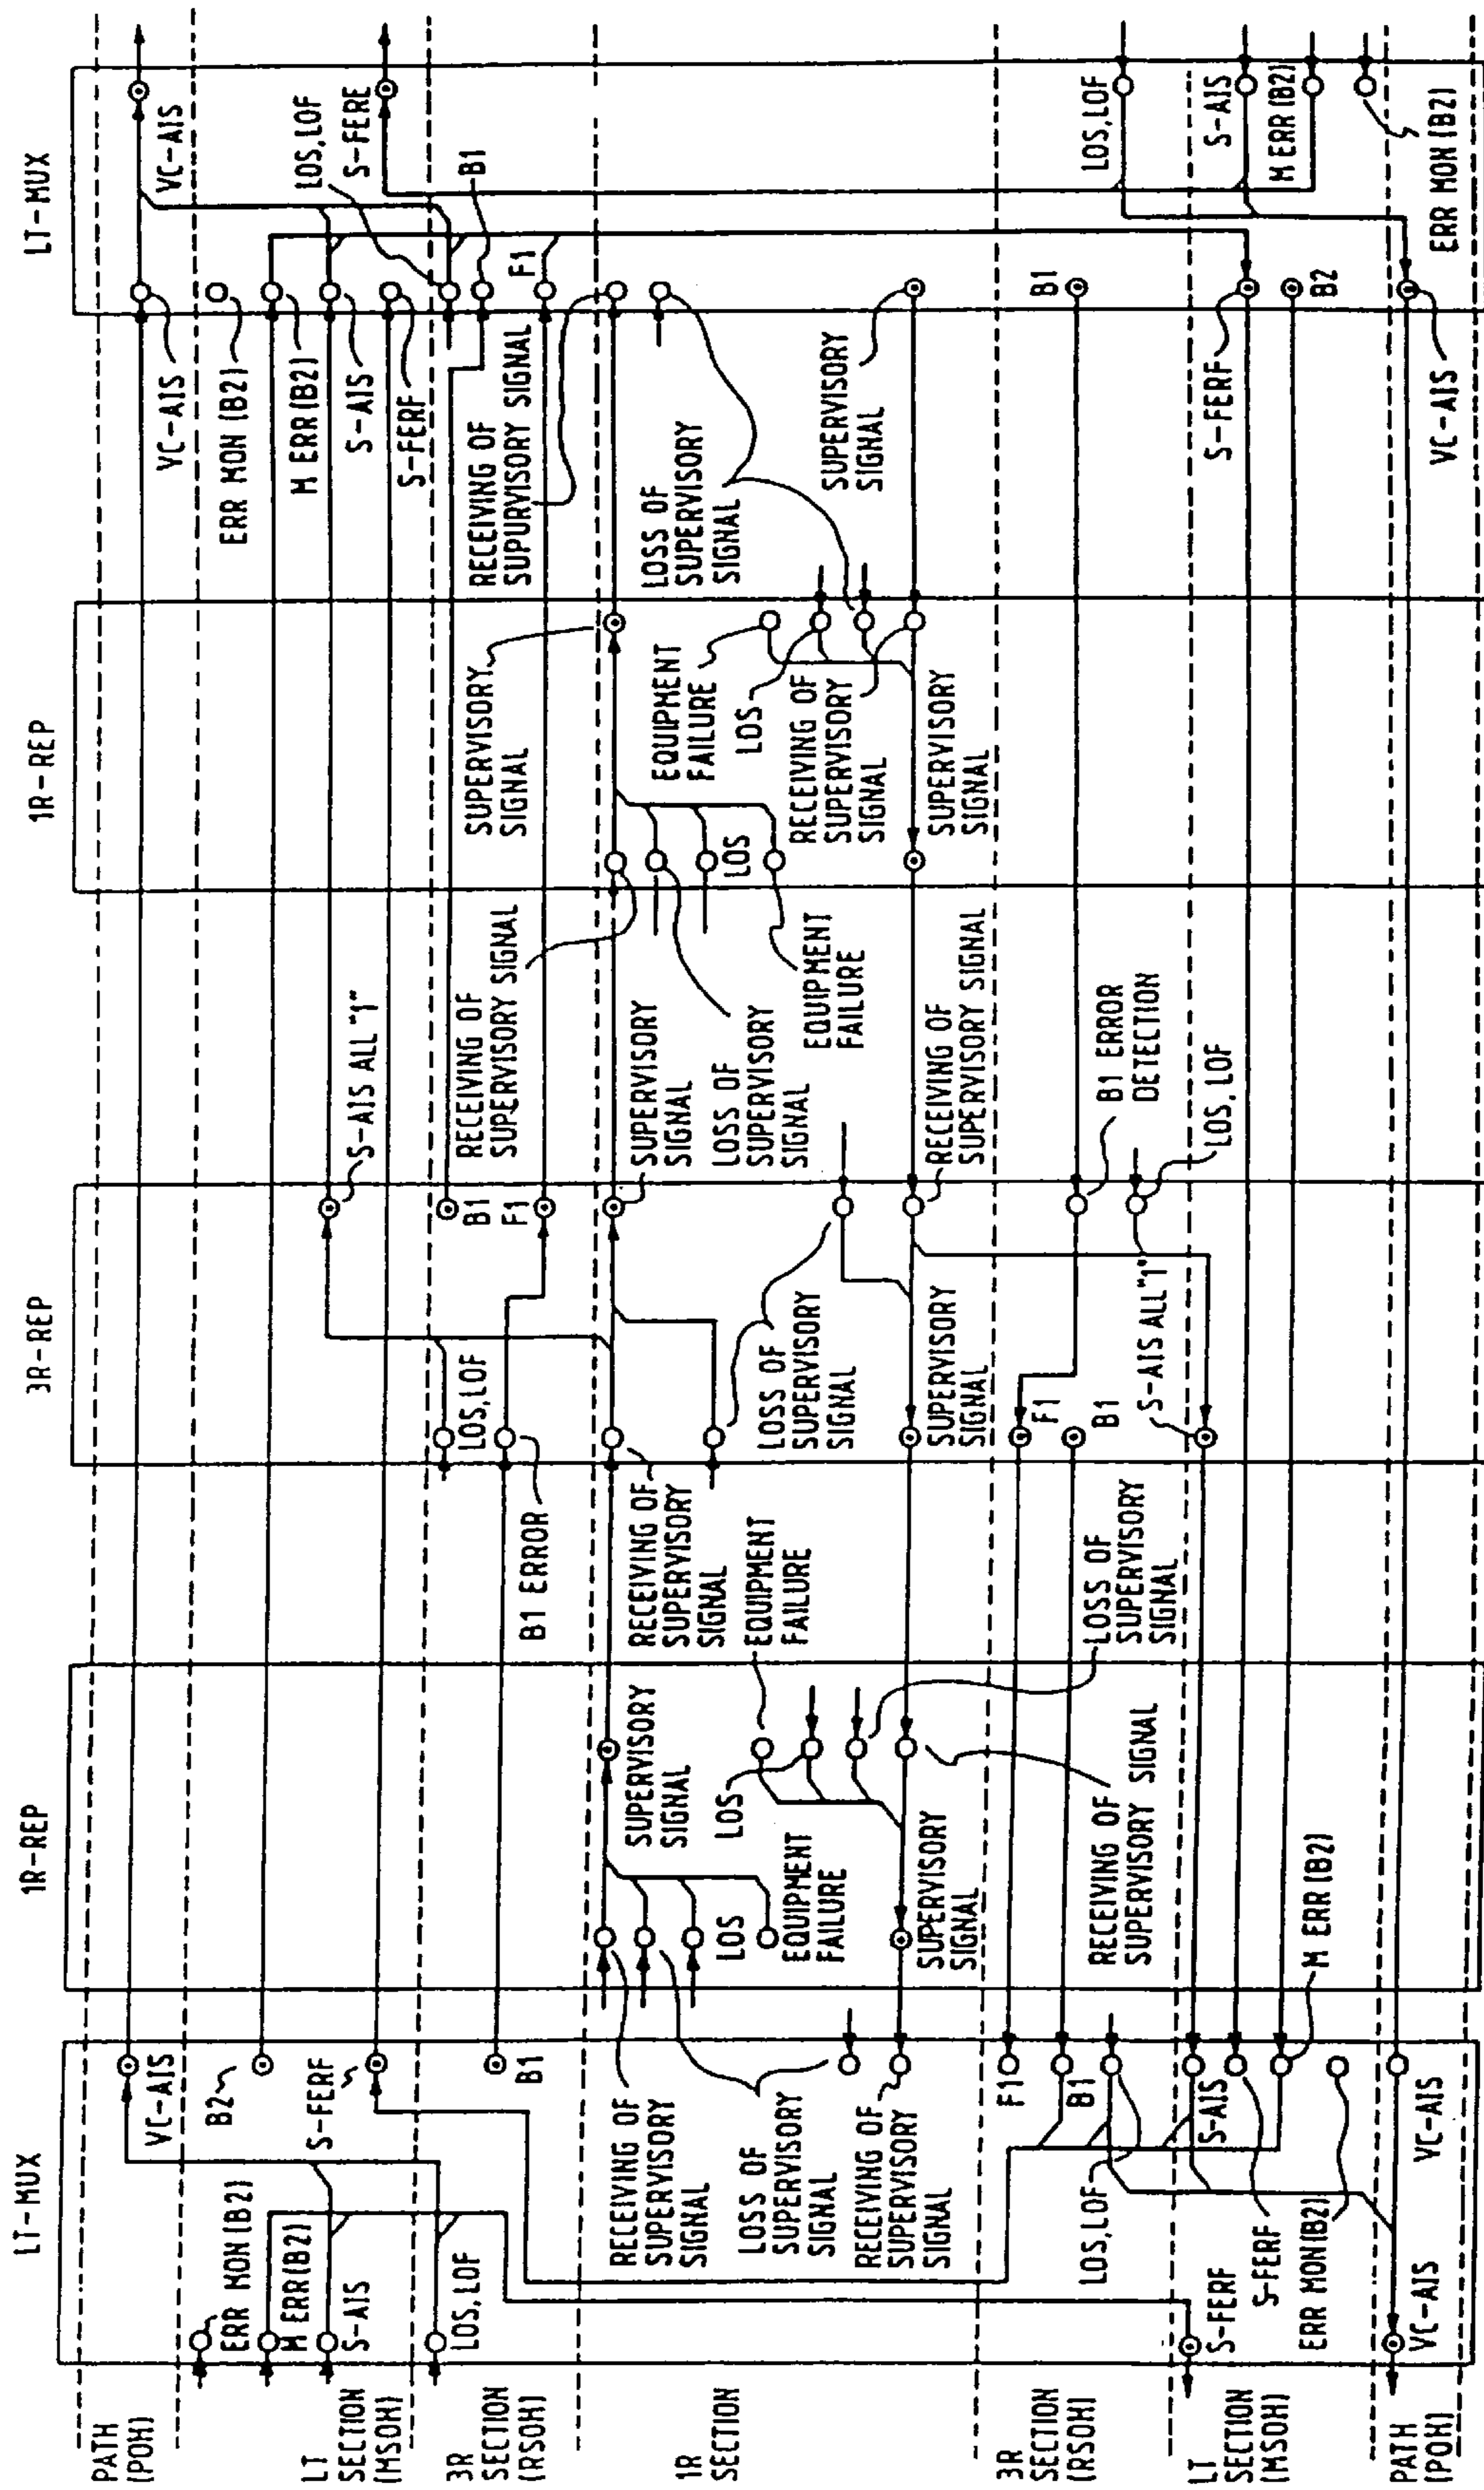 LT-MUX
1R-REP
3R-REP
1R-REP
LT-MUX
PATH
(POH)
LT
SECTION
(MSOH)
3R
SECTION
(RSOH)
1R
SECTION
3R
SECTION
(RSOH)
LT
SECTION
(MSOH)
PATH
(POH)
ERR MON (B2)
M ERR(B2)
S-AIS
LOS, LOF
VC-AIS
B2
S-FERF
B1
RECEIVING OF
SUPERVISORY
SIGNAL
LOSS OF
SUPERVISORY
SIGNAL
RECEIVING OF
SUPERVISORY
SIGNAL
F1
B1
LOS, LOF
S-AIS
S-FERF
S-FERF
ERR MON(B2)
VC-AIS
VC-AIS
M ERR(B2)
SUPERVISORY
SIGNAL
LOS
LOS
EQUIPMENT
FAILURE
SUPERVISORY
SIGNAL
RECEIVING OF
SUPERVISORY SIGNAL
B1 ERROR
RECEIVING OF
SUPERVISORY
SIGNAL
EQUIPMENT
FAILURE
LOSS OF
SUPERVISORY
SIGNAL
LOS, LOF
LOSS OF
SUPERVISORY
SIGNAL
SUPERVISORY
SIGNAL
F1
B1
S-AIS ALL "1"
S-AIS ALL "1"
B1
F1
RECEIVING OF
SUPERVISORY SIGNAL
SUPERVISORY
SIGNAL
LOSS OF
SUPERVISORY
SIGNAL
EQUIPMENT
FAILURE
RECEIVING OF
SUPERVISORY SIGNAL
B1 ERROR
DETECTION
LOS, LOF
SUPERVISORY
SIGNAL
LOS
EQUIPMENT
FAILURE
LOS
RECEIVING OF
SUPERVISORY
SIGNAL
SUPERVISORY
SIGNAL
VC-AIS
ERR MON (B2)
M ERR(B2)
S-AIS
S-FERF
RECEIVING OF
SUPURVISORY SIGNAL
LOSS OF
SUPERVISORY
SIGNAL
SUPERVISORY
SIGNAL
S-FERF
VC-AIS
VC-AIS
LOS, LOF
S-FERE
B1
F1
B1
B2
LOS, LOF
S-AIS
M ERR (B2)
ERR MON (B2)